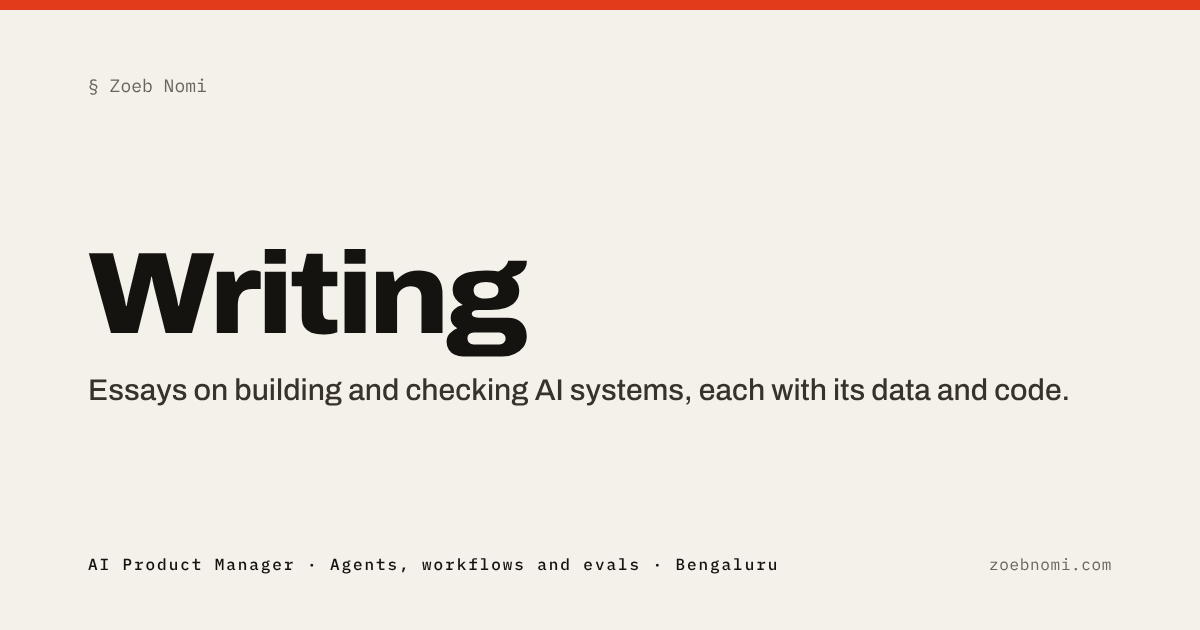 § Zoeb Nomi
Writing
Essays on building and checking AI systems, each with its data and code.
AI Product Manager · Agents, workflows and evals · Bengaluru
zoebnomi.com